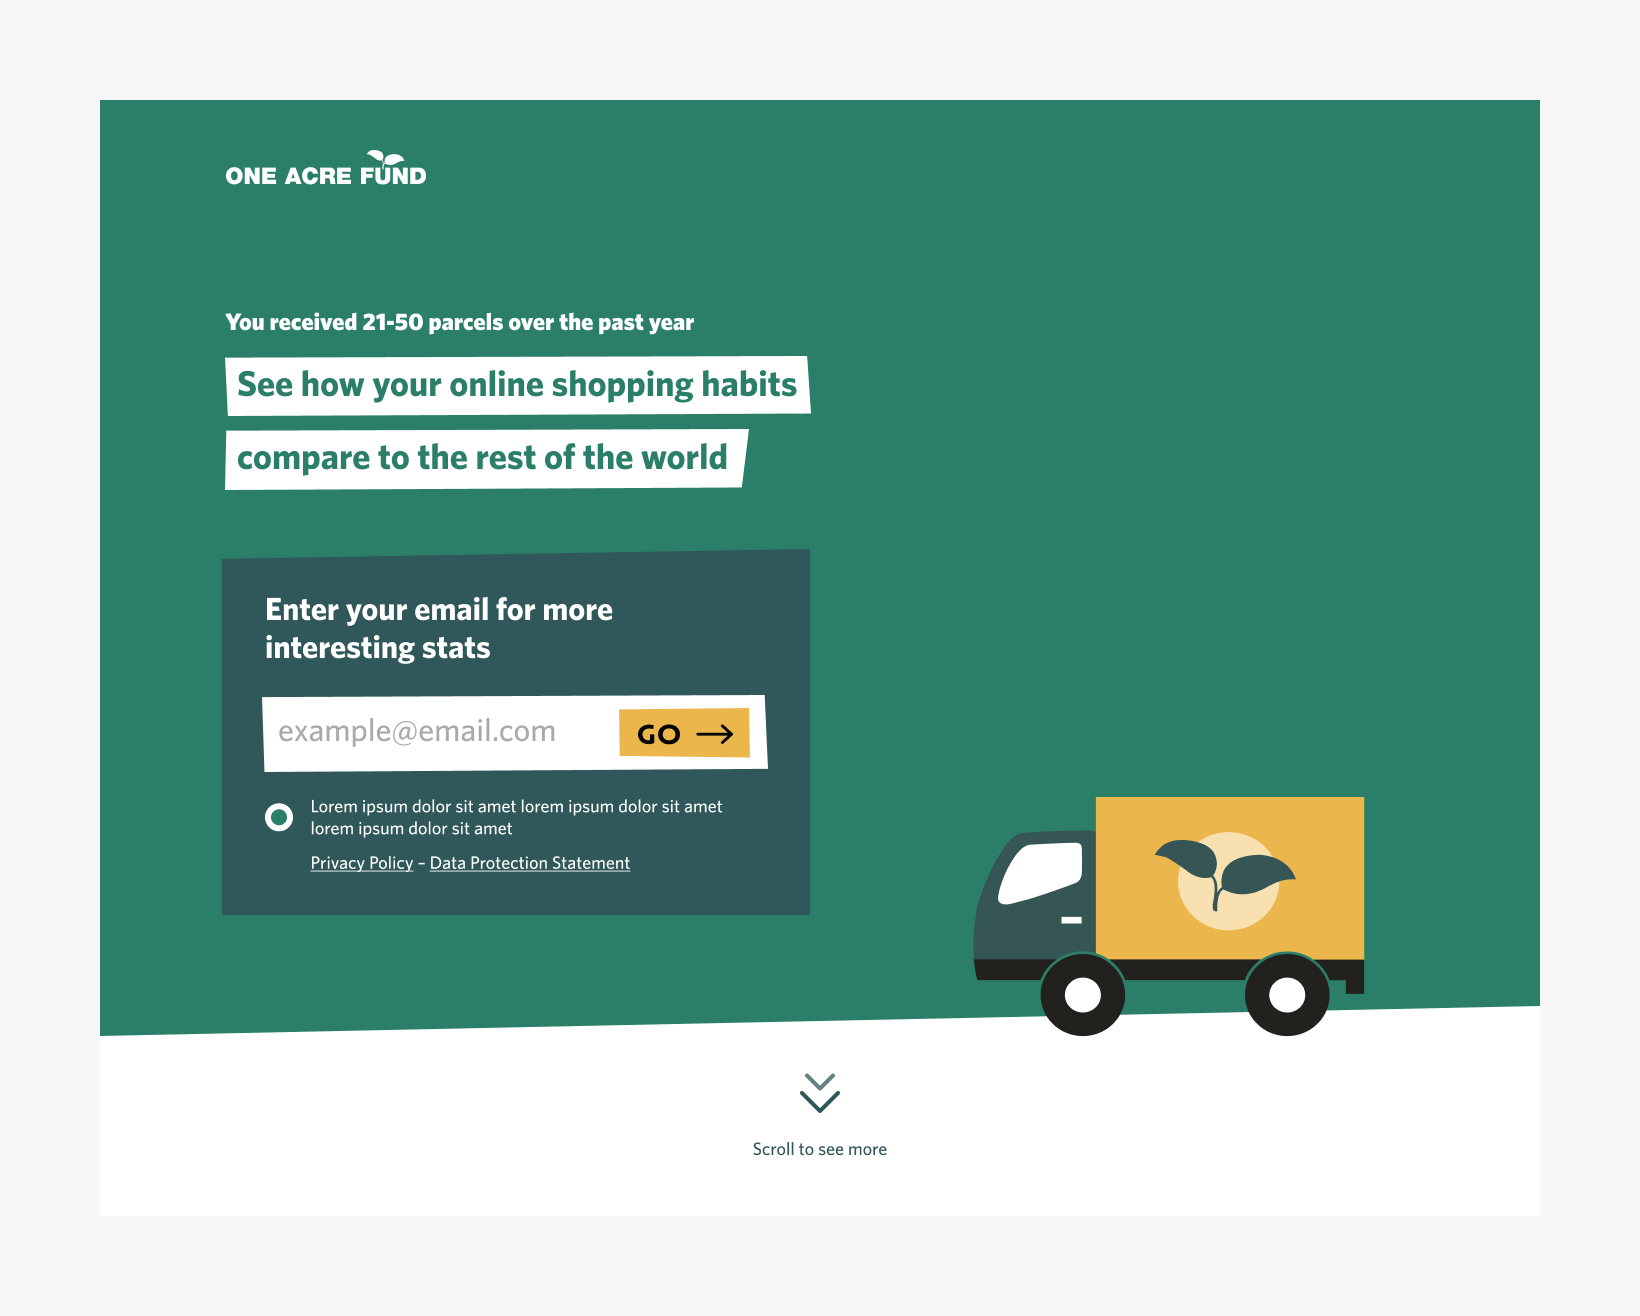 ONE ACRE FUND
You received 21-50 parcels over the past year
See how your online shopping habits
compare to the rest of the world
Enter your email for more
interesting stats
example@email.com
GO
Lorem ipsum dolor sit amet lorem ipsum dolor sit amet
lorem ipsum dolor sit amet
Privacy Policy – Data Protection Statement
Scroll to see more